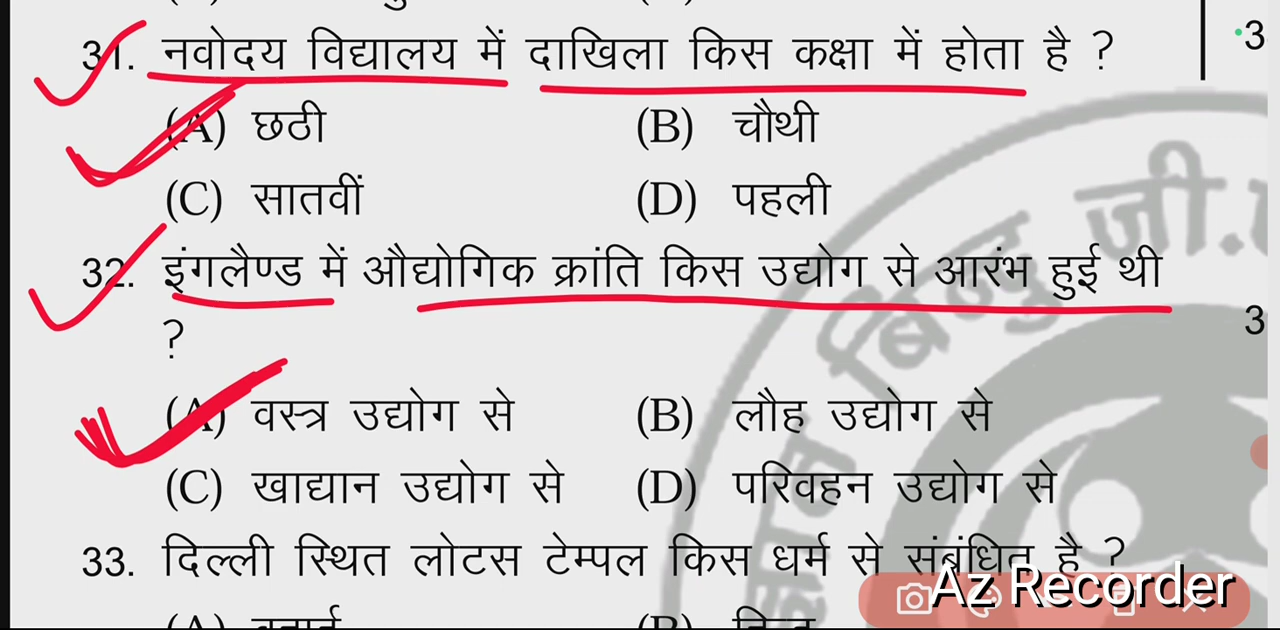 31. नवोदय विद्यालय में दाखिला किस कक्षा में होता है ?
(A) छठी (B) चौथी
(C) सातवीं (D) पहली
32. इंगलैण्ड में औद्योगिक क्रांति किस उद्योग से आरंभ हुई थी
?
(A) वस्त्र उद्योग से (B) लौह उद्योग से
(C) खाद्यान उद्योग से (D) परिवहन उद्योग से
33. दिल्ली स्थित लोटस टेम्पल किस धर्म से संबंधित है ?
(A) (B)
3
3
बिन्दु जी.
Az Recorder